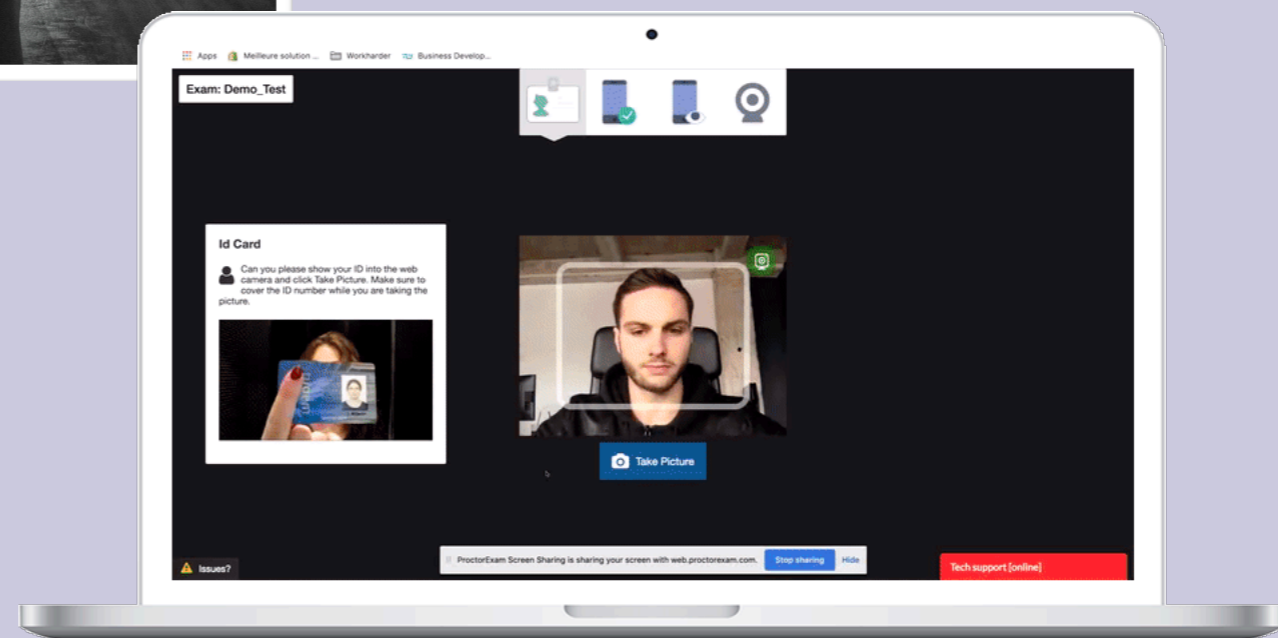 Apps
Meilleure solution ...
Workharder
Business Develop...
Exam: Demo_Test
Id Card
Can you please show your ID into the web
camera and click Take Picture. Make sure to
cover the ID number while you are taking the
picture.
Take Picture
ProctorExam Screen Sharing is sharing your screen with web.proctorexam.com.
Stop sharing
Hide
Issues?
Tech support [online]